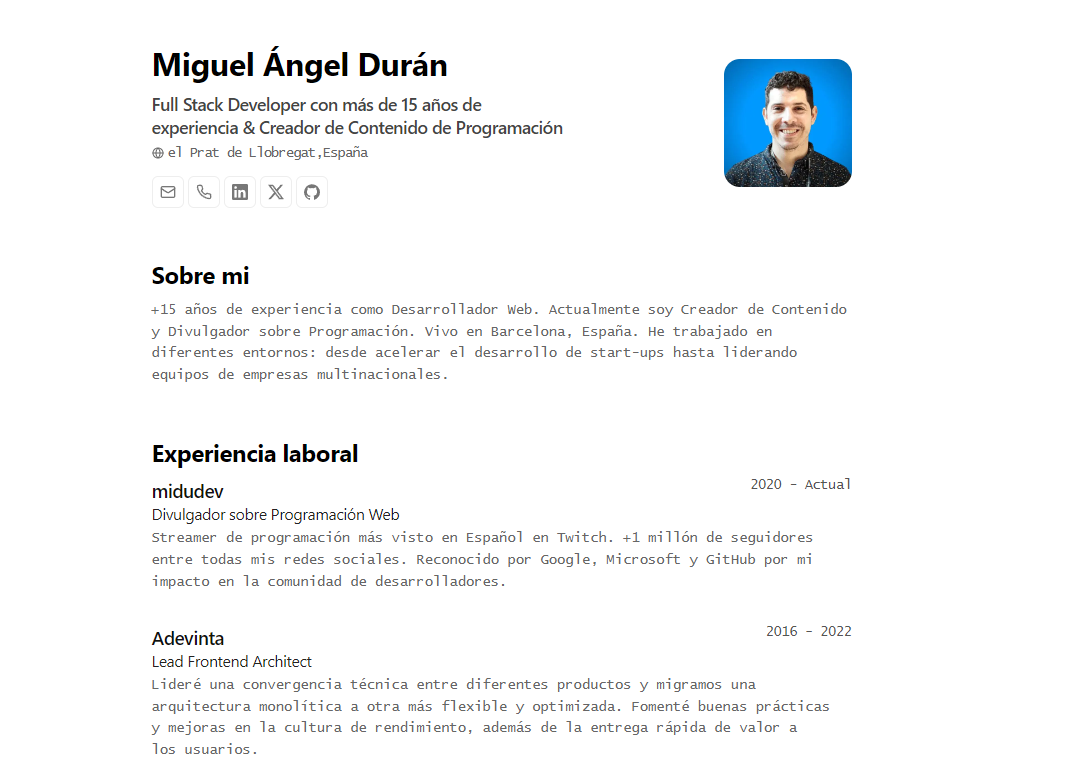 Miguel Ángel Durán
Full Stack Developer con más de 15 años de
experiencia & Creador de Contenido de Programación
el Prat de Llobregat,España
Sobre mi
+15 años de experiencia como Desarrollador Web. Actualmente soy Creador de Contenido
y Divulgador sobre Programación. Vivo en Barcelona, España. He trabajado en
diferentes entornos: desde acelerar el desarrollo de start-ups hasta liderando
equipos de empresas multinacionales.
Experiencia laboral
midudev
2020 - Actual
Divulgador sobre Programación Web
Streamer de programación más visto en Español en Twitch. +1 millón de seguidores
entre todas mis redes sociales. Reconocido por Google, Microsoft y GitHub por mi
impacto en la comunidad de desarrolladores.
Adevinta
2016 - 2022
Lead Frontend Architect
Lideré una convergencia técnica entre diferentes productos y migramos una
arquitectura monolítica a otra más flexible y optimizada. Fomenté buenas prácticas
y mejoras en la cultura de rendimiento, además de la entrega rápida de valor a
los usuarios.